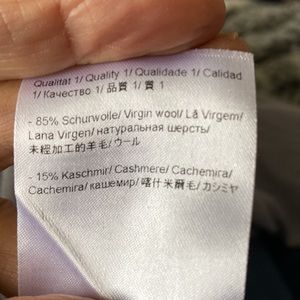 Qualität 1/ Quality 1/ Qualidade 1/ Calidad
1/ Качество 1/ 品質 1/ 質 1
- 85% Schurwolle/ Virgin wool/ Lã Virgem/
Lana Virgen/ натуральная шерсть/
未經加工的羊毛/ ウール
- 15% Kaschmir/ Cashmere/ Cachemira/
Cachemira/ кашемир/ 喀什米爾毛/ カシミヤ